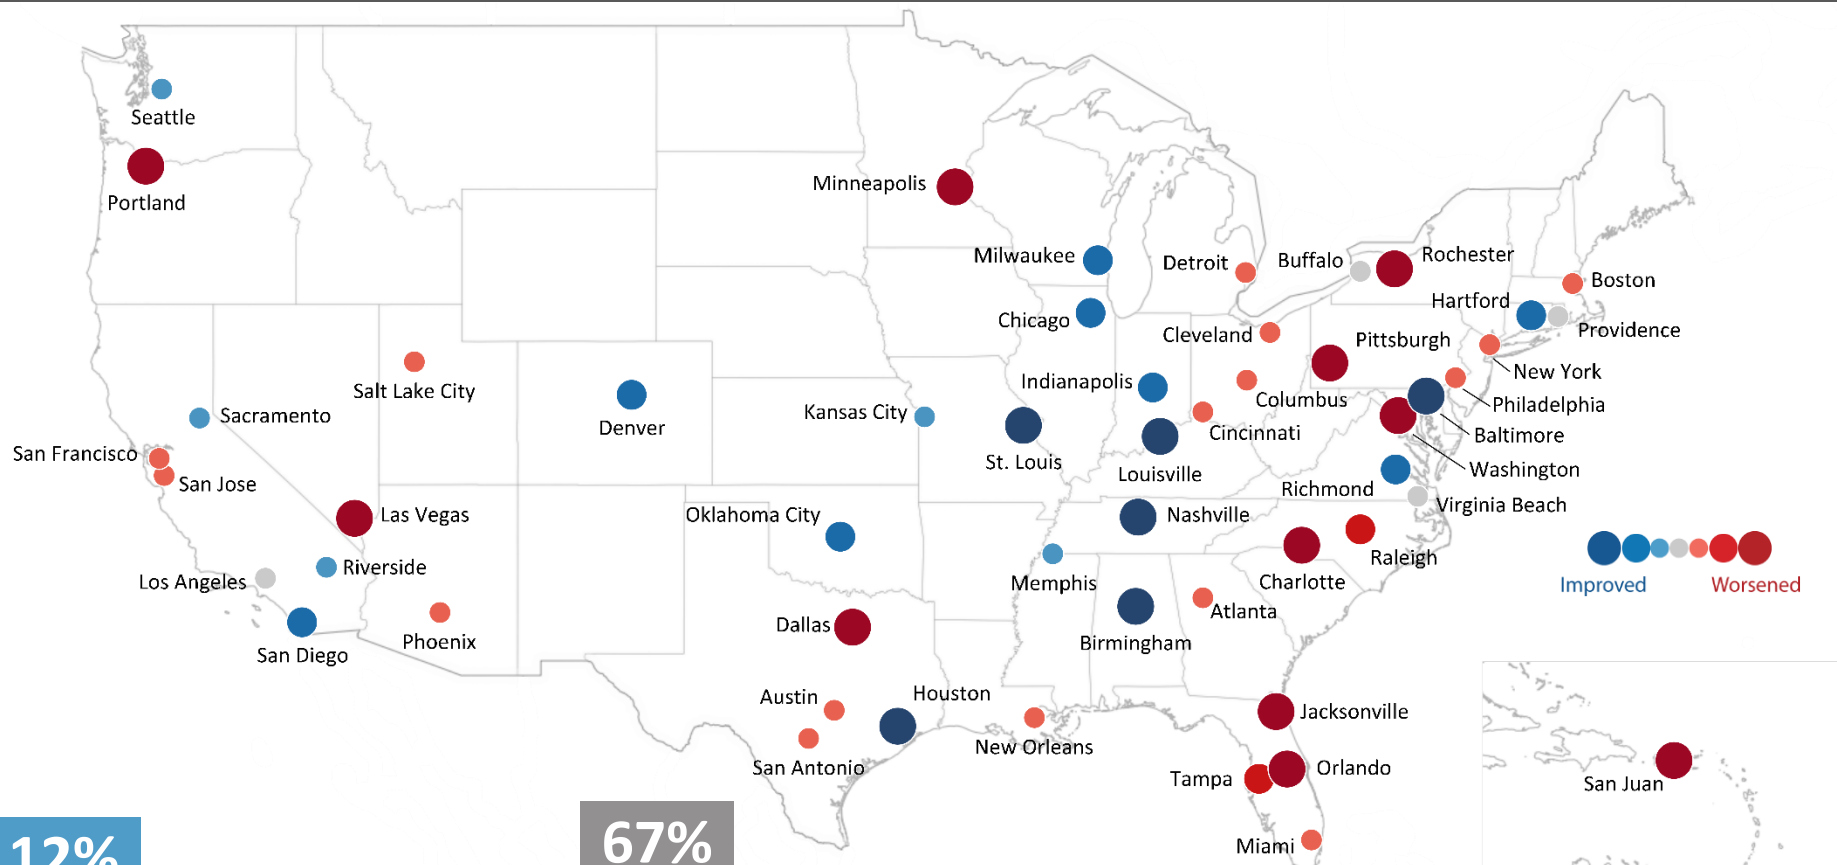 Seattle
Portland
Minneapolis
Milwaukee
Detroit
Buffalo
Rochester
Boston
Hartford
Chicago
Cleveland
Pittsburgh
Providence
New York
Salt Lake City
Indianapolis
Columbus
Philadelphia
Sacramento
Denver
Kansas City
Cincinnati
Baltimore
San Francisco
St. Louis
Louisville
Washington
San Jose
Richmond
Virginia Beach
Las Vegas
Oklahoma City
Nashville
Raleigh
Los Angeles
Riverside
Memphis
Charlotte
Improved
Worsened
Phoenix
Atlanta
San Diego
Dallas
Birmingham
Austin
Houston
Jacksonville
New Orleans
San Antonio
Tampa
Orlando
San Juan
Miami
12%
67%